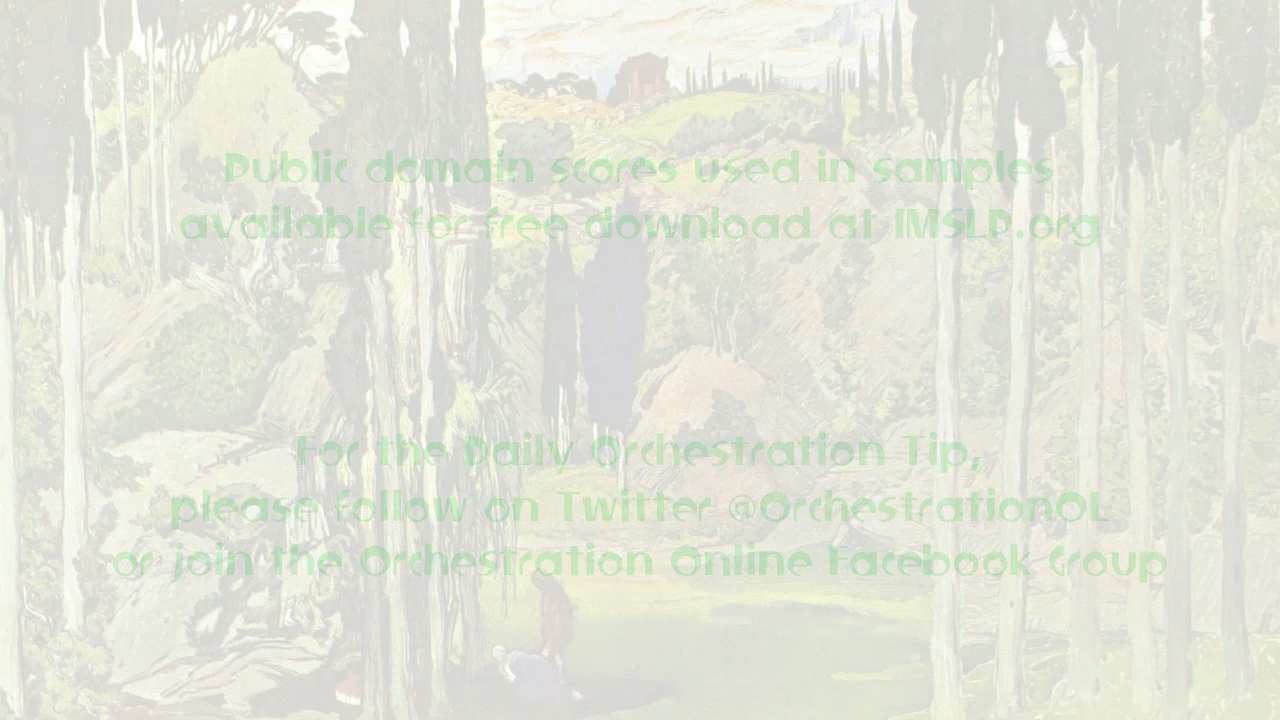 Public domain scores used in samples
available for free download at IMSLP.org
For the Daily Orchestration Tip,
please follow on Twitter @OrchestrationOL
or join the Orchestration Online Facebook Group